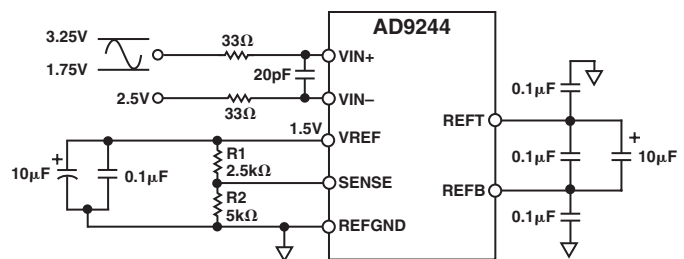 AD9244
3.25V
1.75V
33Ω
VIN+
20pF
2.5V
33Ω
VIN–
1.5V
VREF
R1
2.5kΩ
10μF
+
0.1μF
SENSE
R2
5kΩ
REFGND
0.1μF
REFT
+
0.1μF
10μF
REFB
0.1μF